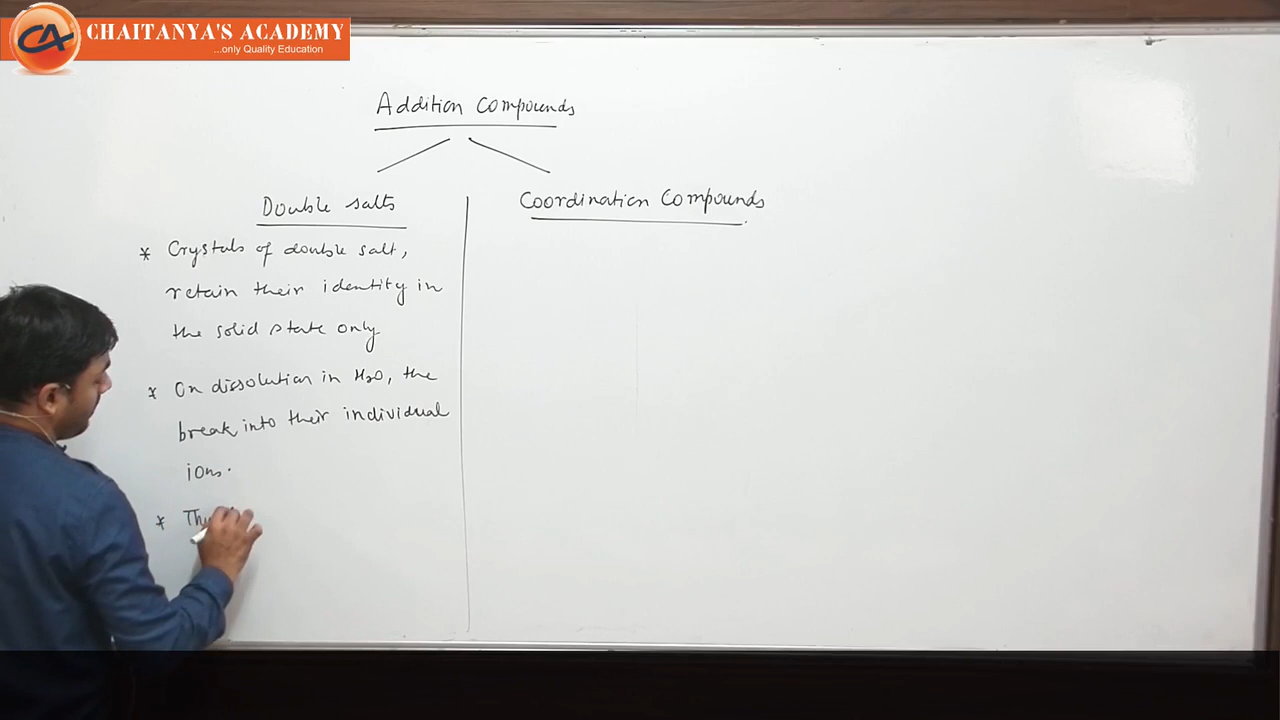 CHAITANYA'S ACADEMY
...only Quality Education
Addition Compounds
Double salts
Coordination Compounds
* Crystals of double salt,
retain their identity in
the solid state only
* On dissolution in H2O, the
break into their individual
ions.
*